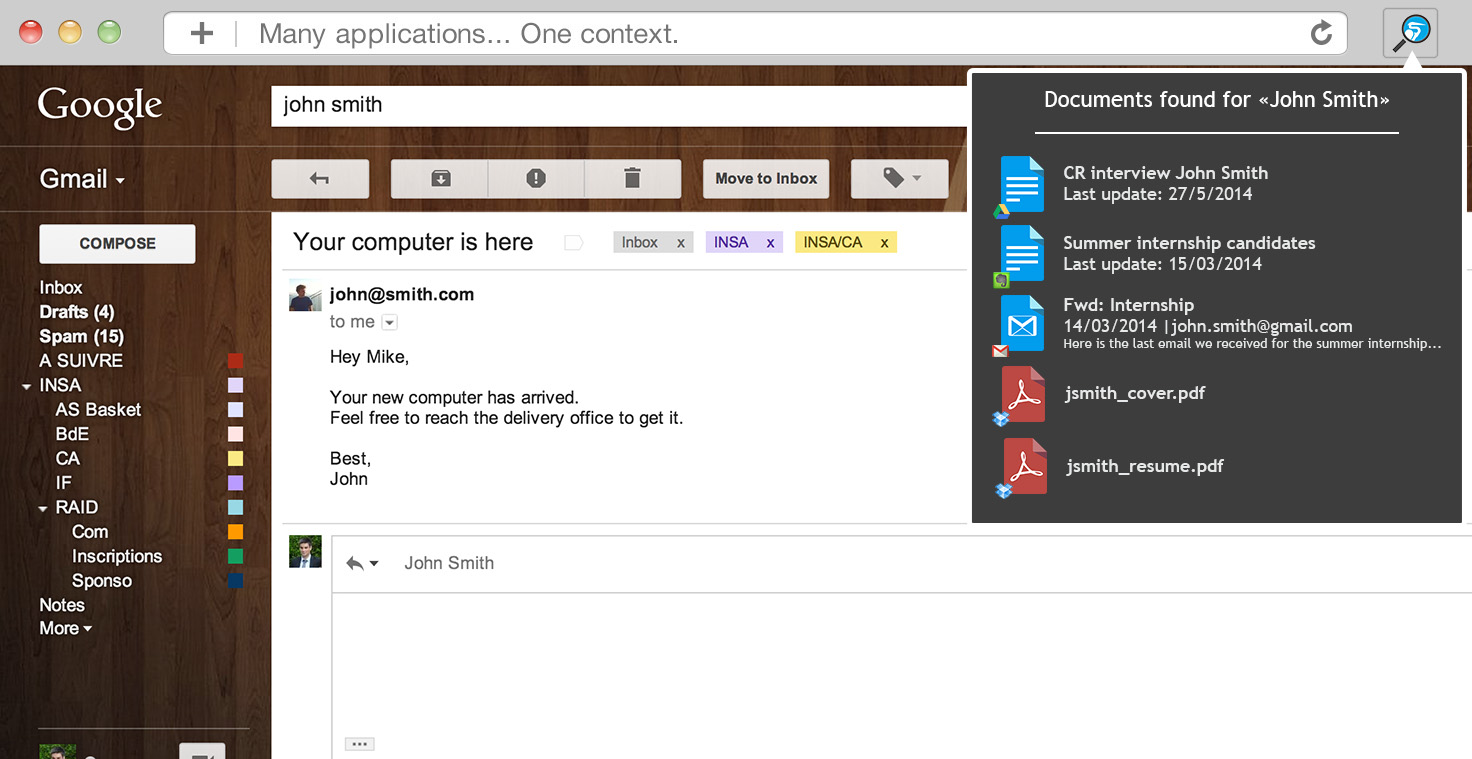 Many applications... One context.
Google
john smith
Gmail
Move to Inbox
COMPOSE
Inbox
Drafts (4)
Spam (15)
A SUIVRE
INSA
AS Basket
BdE
CA
IF
RAID
Com
Inscriptions
Sponso
Notes
More
Your computer is here
Inbox x
INSA x
INSA/CA x
john@smith.com
to me
Hey Mike,
Your new computer has arrived.
Feel free to reach the delivery office to get it.
Best,
John
John Smith
Documents found for «John Smith»
CR interview John Smith
Last update: 27/5/2014
Summer internship candidates
Last update: 15/03/2014
Fwd: Internship
14/03/2014 |john.smith@gmail.com
Here is the last email we received for the summer internship...
jsmith_cover.pdf
jsmith_resume.pdf